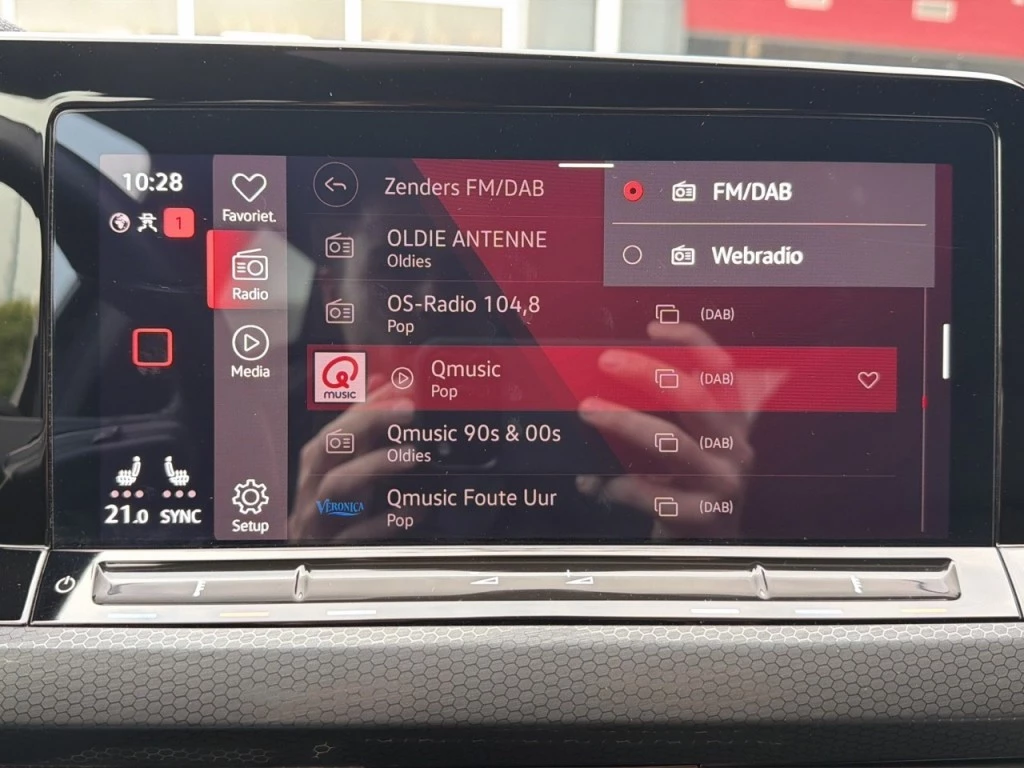 10:28
1
Favoriet.
Radio
Media
Setup
21.0 SYNC
Zenders FM/DAB
OLDIE ANTENNE
Oldies
OS-Radio 104,8
Pop
(DAB)
MUSIC
Qmusic
Pop
(DAB)
Qmusic 90s & 00s
Oldies
(DAB)
VERONICA
Qmusic Foute Uur
Pop
(DAB)
FM/DAB
Webradio